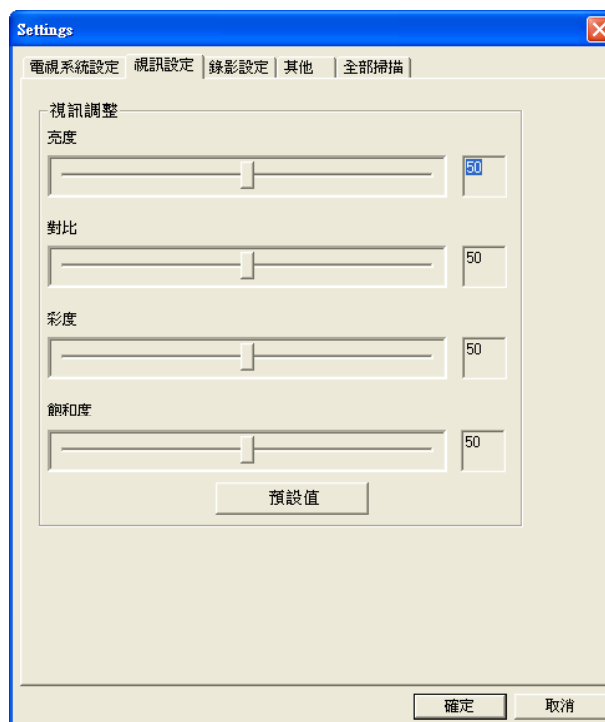 Settings
電視系統設定 視訊設定 錄影設定 其他 全部掃描
視訊調整
亮度
50
對比
50
彩度
50
飽和度
50
預設值
確定 取消